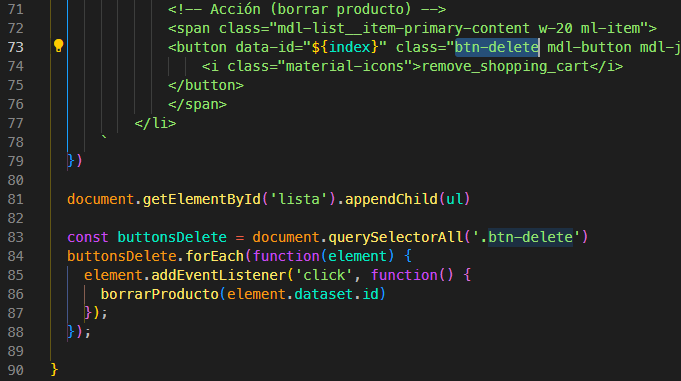 71 <!-- Acción (borrar producto) -->
72 <span class="mdl-list__item-primary-content w-20 ml-item">
73 <button data-id="${index}" class="btn-delete mdl-button mdl-j
74 <i class="material-icons">remove_shopping_cart</i>
75 </button>
76 </span>
77 </li>
78 `
79 })
80
81 document.getElementById('lista').appendChild(ul)
82
83 const buttonsDelete = document.querySelectorAll('.btn-delete')
84 buttonsDelete.forEach(function(element) {
85 element.addEventListener('click', function() {
86 borrarProducto(element.dataset.id)
87 });
88 });
89
90 }